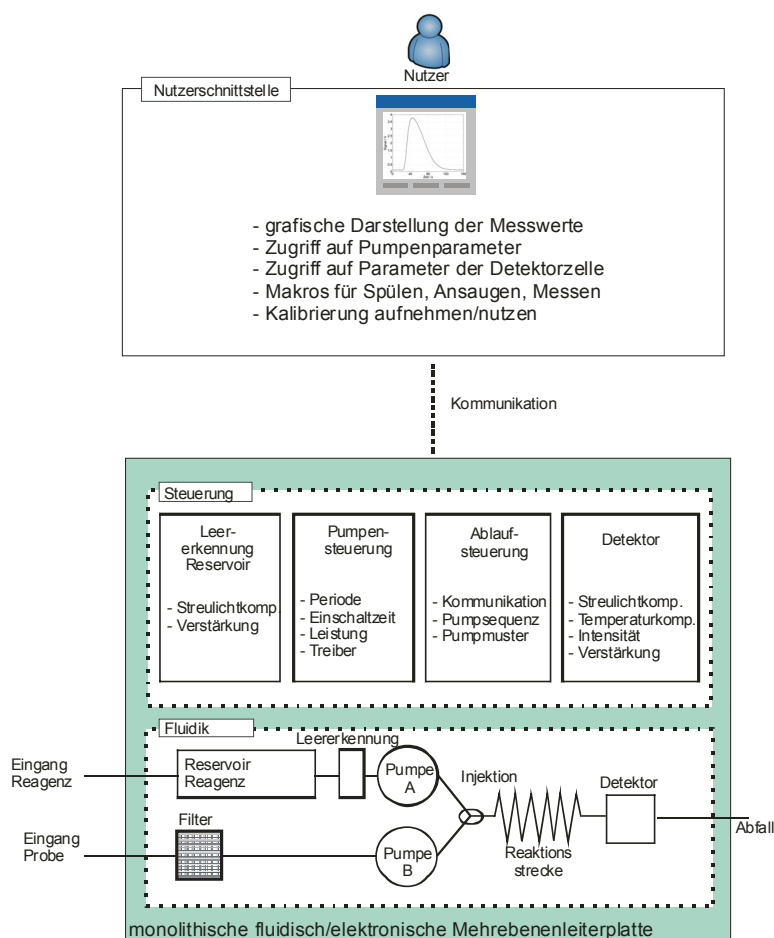 Nutzer
Nutzerschnittstelle
- grafische Darstellung der Messwerte
- Zugriff auf Pumpenparameter
- Zugriff auf Parameter der Detektorzelle
- Makros für Spülen, Ansaugen, Messen
- Kalibrierung aufnehmen/nutzen
Kommunikation
Steuerung
Leer-
erkennung
Reservoir
- Streulichtkomp.
- Verstärkung
Pumpen-
steuerung
- Periode
- Einschaltzeit
- Leistung
- Treiber
Ablauf-
steuerung
- Kommunikation
- Pumpsequenz
- Pumpmuster
Detektor
- Streulichtkomp.
- Temperaturkomp.
- Intensität
- Verstärkung
Fluidik
Eingang
Reagenz
Reservoir
Reagenz
Leererkennung
Pumpe
A
Injektion
Reaktions
strecke
Detektor
Abfall
Eingang
Probe
Filter
Pumpe
B
monolithische fluidisch/elektronische Mehrebenenleiterplatte